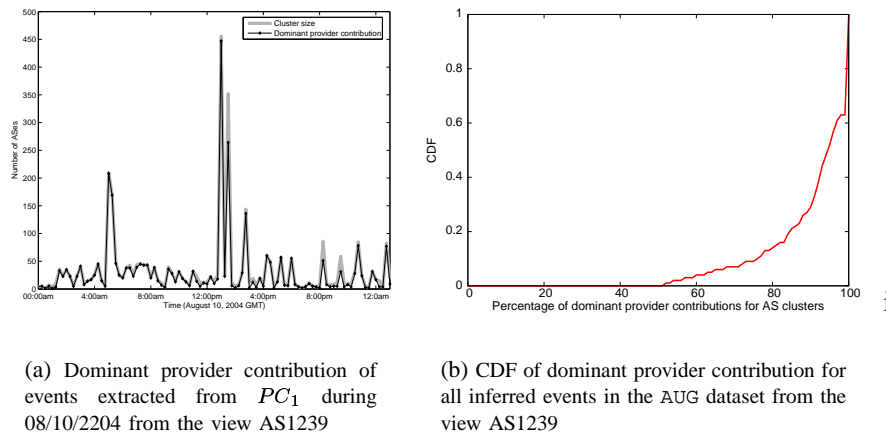 500
450
400
350
300
250
200
150
100
50
0
Number of ASes
Cluster size
Dominant provider contribution
00:00am 4:00am 8:00am 12:00pm 4:00pm 8:00pm 12:0am
Time (August 10, 2004 GMT)
1
0.8
0.6
0.4
0.2
0
CDF
0 20 40 60 80 100
Percentage of dominant provider contributions for AS clusters
(a) Dominant provider contribution of
events extracted from PC1 during
08/10/2204 from the view AS1239
(b) CDF of dominant provider contribution for
all inferred events in the AUG dataset from the
view AS1239